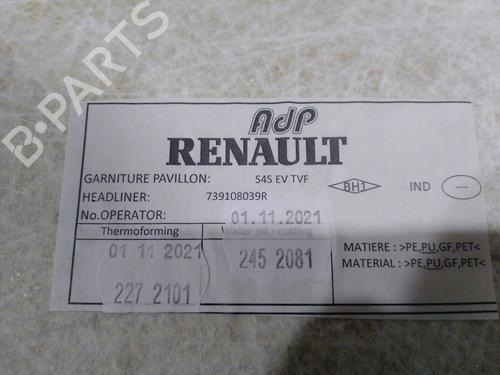 B-PARTS
AdP
RENAULT
GARNITURE PAVILLON: S4S EV TVF
HEADLINER: 739108039R BH1 IND ---
No.OPERATOR: 01.11.2021
Thermoforming Water jet - cutting
01 11 2021 245 2081 MATIERE : >PE,PU,GF,PET<
227 2101 MATERIAL : >PE,PU,GF,PET<